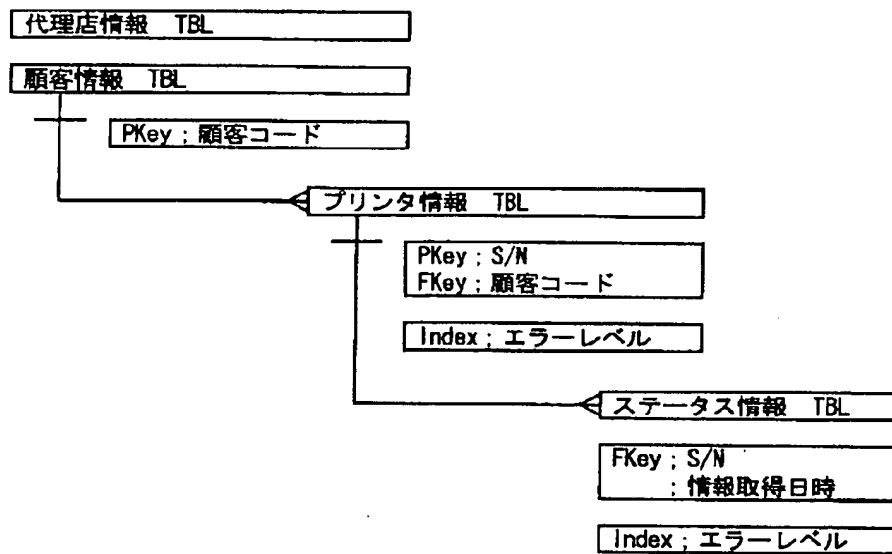 代理店情報 TBL
顧客情報 TBL
PKey ; 顧客コード
プリンタ情報 TBL
PKey ; S/N
FKey ; 顧客コード
Index ; エラーレベル
ステータス情報 TBL
FKey ; S/N
; 情報取得日時
Index ; エラーレベル